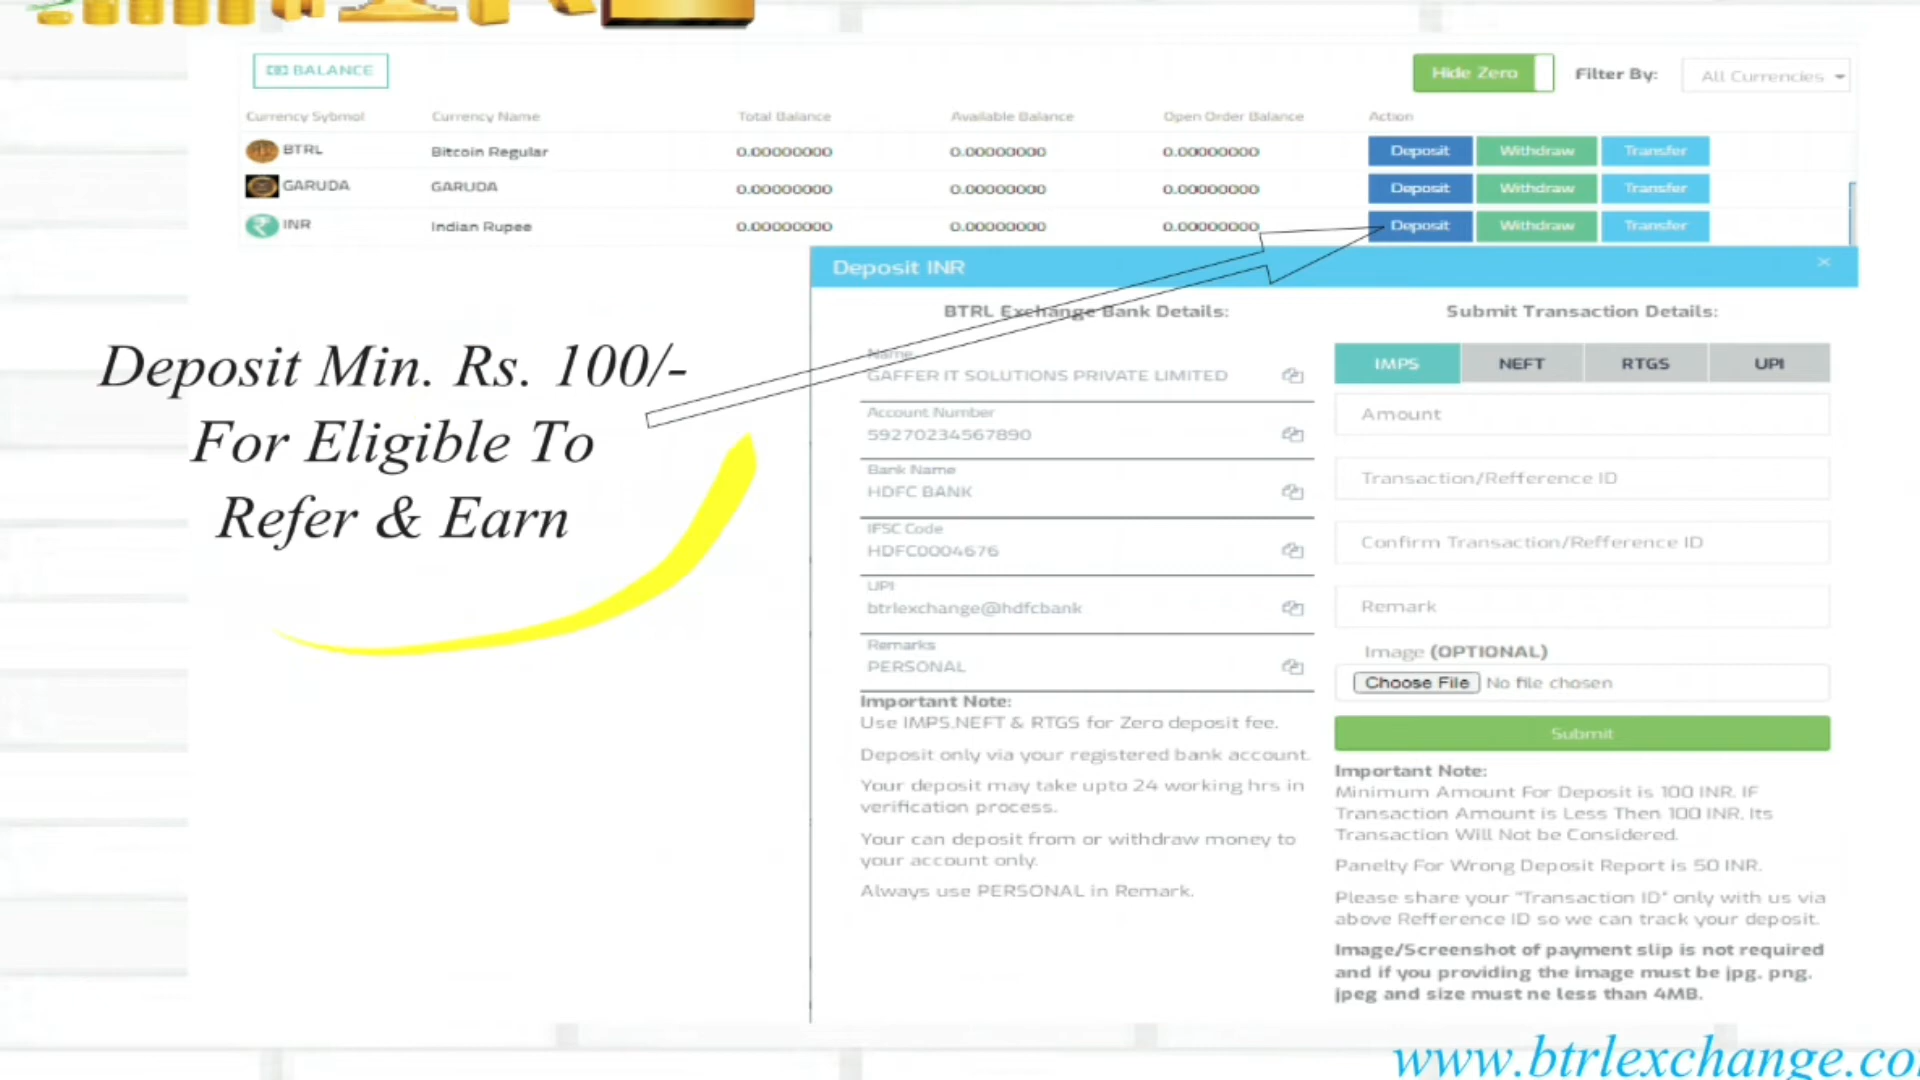 BALANCE
Hide Zero
Filter By:
All Currencies
Currency Sybmol Currency Name Total Balance Available Balance Open Order Balance Action
BTRL Bitcoin Regular 0.00000000 0.00000000 0.00000000 Deposit Withdraw Transfer
GARUDA GARUDA 0.00000000 0.00000000 0.00000000 Deposit Withdraw Transfer
INR Indian Rupee 0.00000000 0.00000000 0.00000000 Deposit Withdraw Transfer
Deposit Min. Rs. 100/-
For Eligible To
Refer & Earn
Deposit INR
BTRL Exchange Bank Details:
Name
GAFFER IT SOLUTIONS PRIVATE LIMITED
Account Number
59270234567890
Bank Name
HDFC BANK
IFSC Code
HDFC0004676
UPI
btrlexchange@hdfcbank
Remarks
PERSONAL
Important Note:
Use IMPS,NEFT & RTGS for Zero deposit fee.
Deposit only via your registered bank account.
Your deposit may take upto 24 working hrs in
verification process.
Your can deposit from or withdraw money to
your account only.
Always use PERSONAL in Remark.
Submit Transaction Details:
IMPS NEFT RTGS UPI
Amount
Transaction/Refference ID
Confirm Transaction/Refference ID
Remark
Image (OPTIONAL)
Choose File No file chosen
Submit
Important Note:
Minimum Amount For Deposit is 100 INR. IF
Transaction Amount is Less Then 100 INR, Its
Transaction Will Not be Considered.
Panelty For Wrong Deposit Report is 50 INR.
Please share your "Transaction ID" only with us via
above Refference ID so we can track your deposit.
Image/Screenshot of payment slip is not required
and if you providing the image must be jpg, png,
jpeg and size must ne less than 4MB.
www.btrlexchange.co